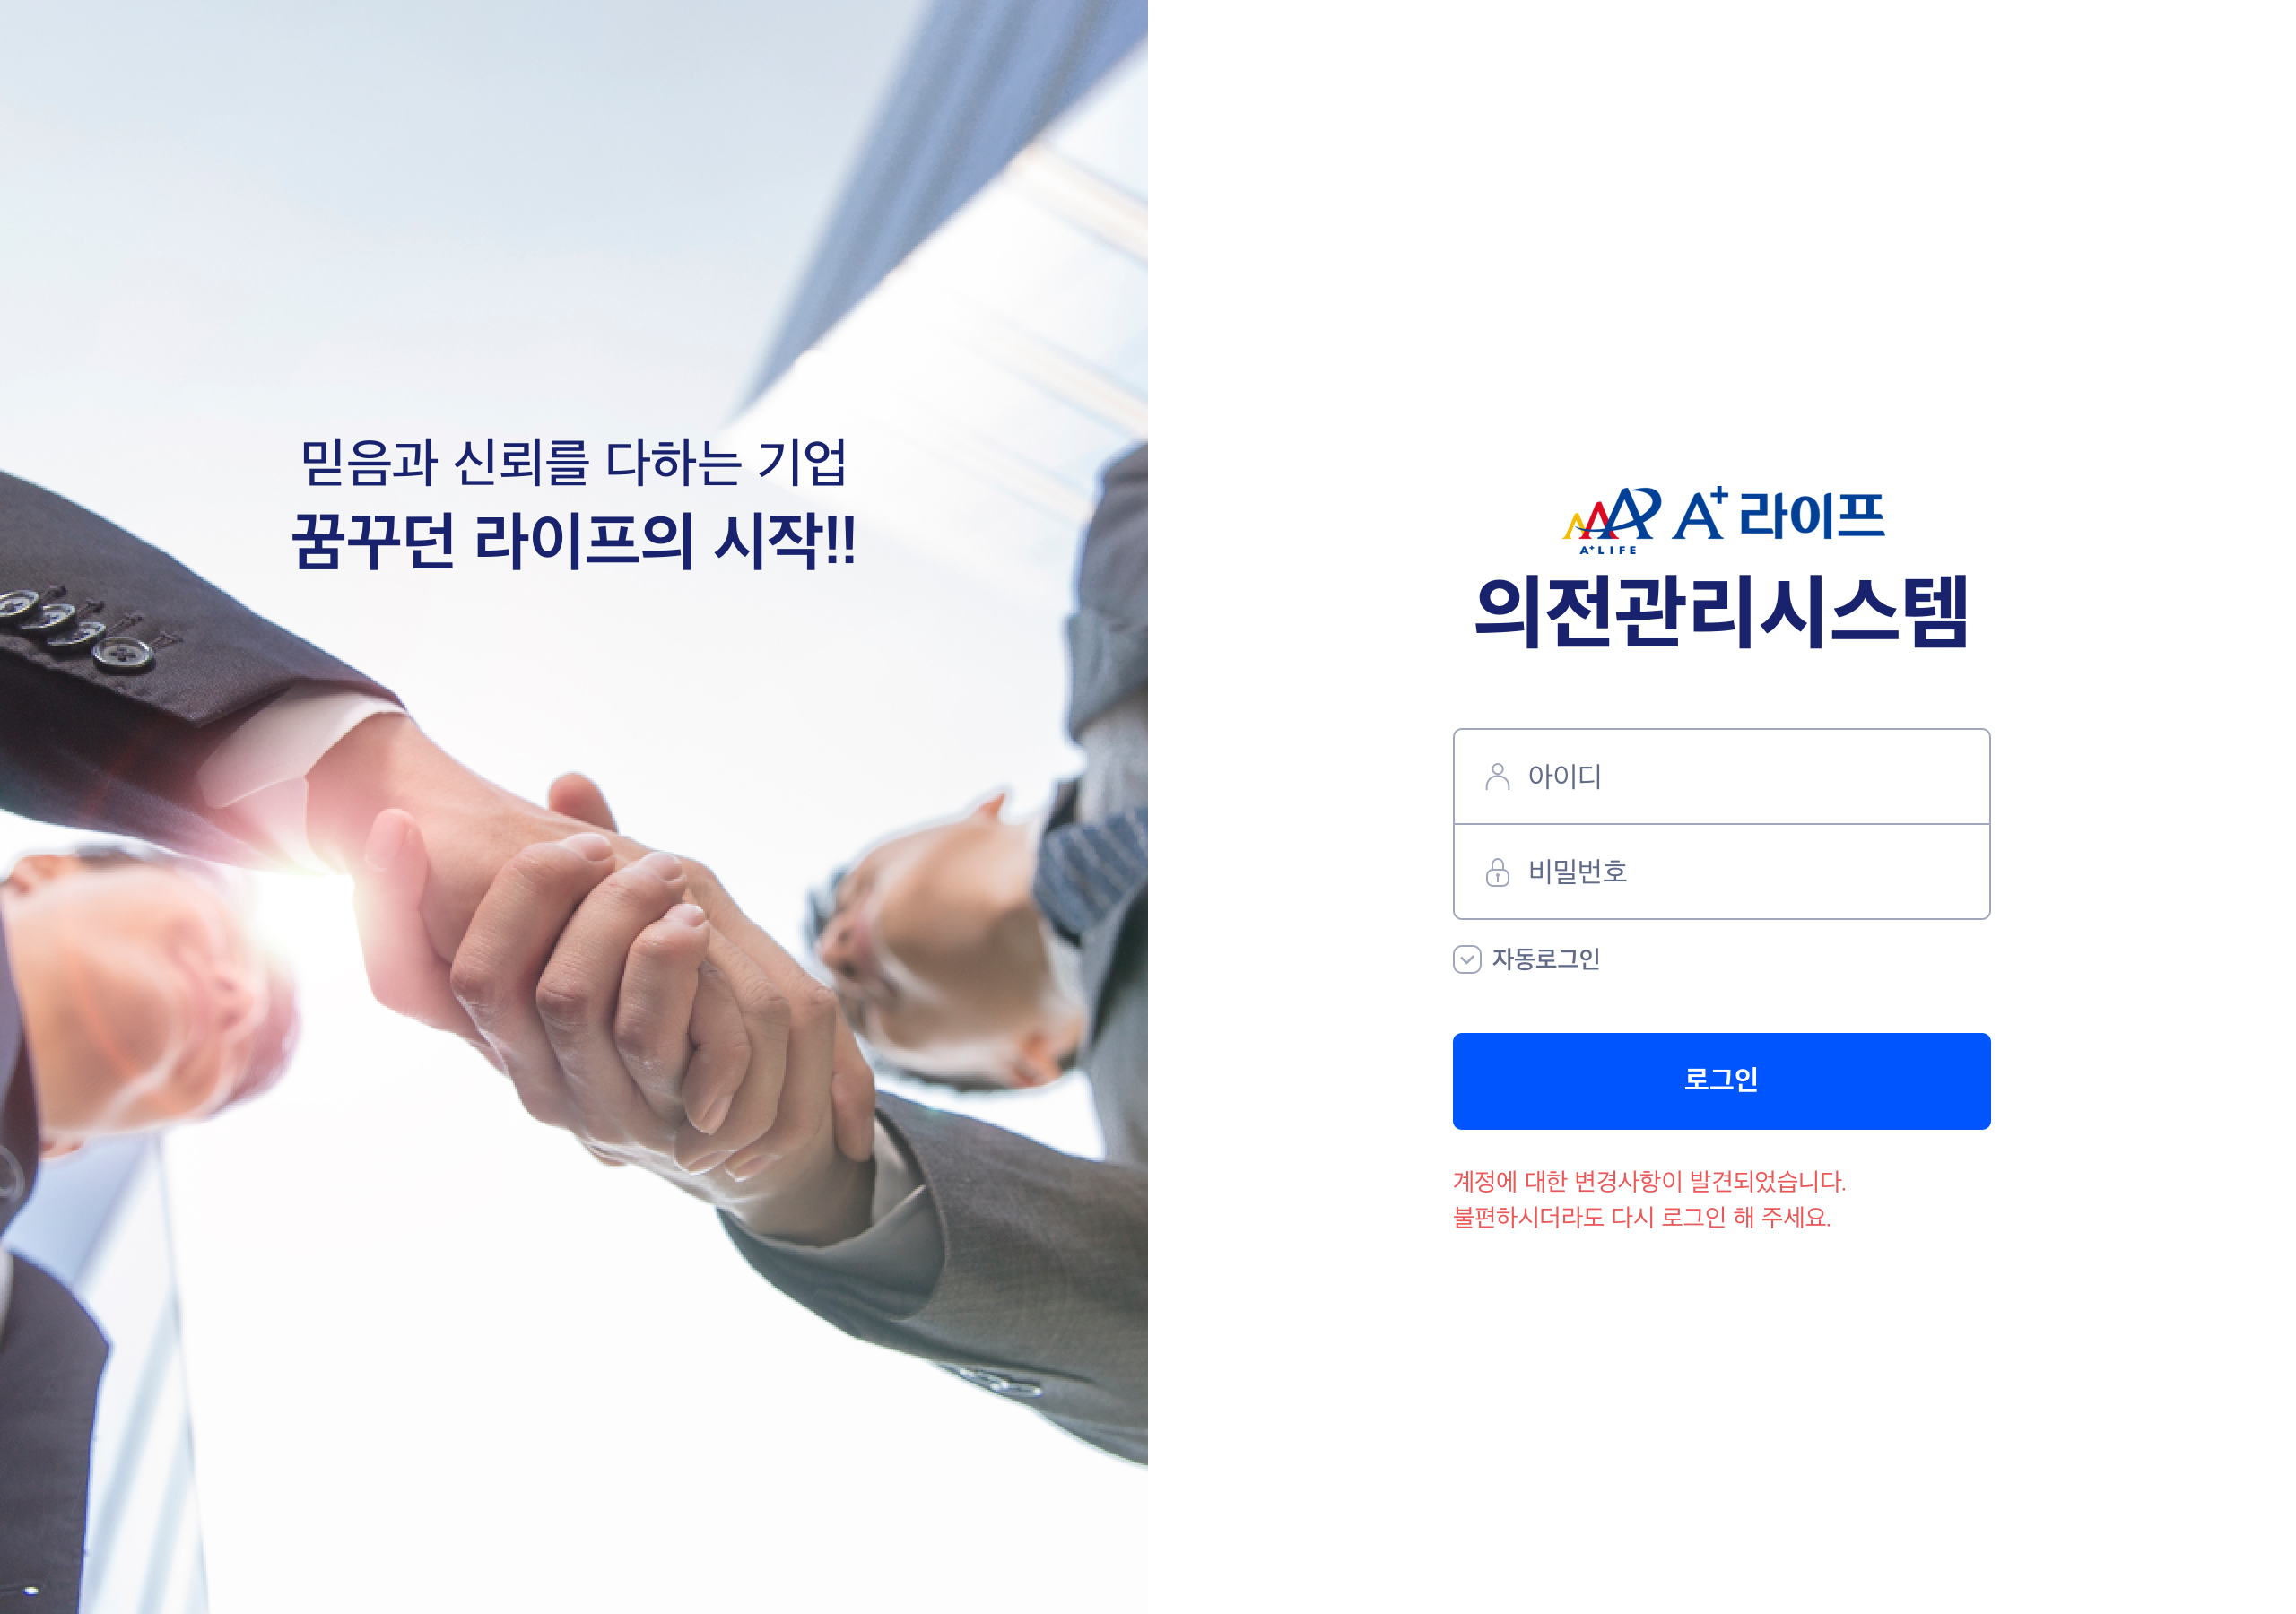 믿음과 신뢰를 다하는 기업
꿈꾸던 라이프의 시작!!
A+LIFE
A+ 라이프
의전관리시스템
아이디
비밀번호
자동로그인
로그인
계정에 대한 변경사항이 발견되었습니다.
불편하시더라도 다시 로그인 해 주세요.